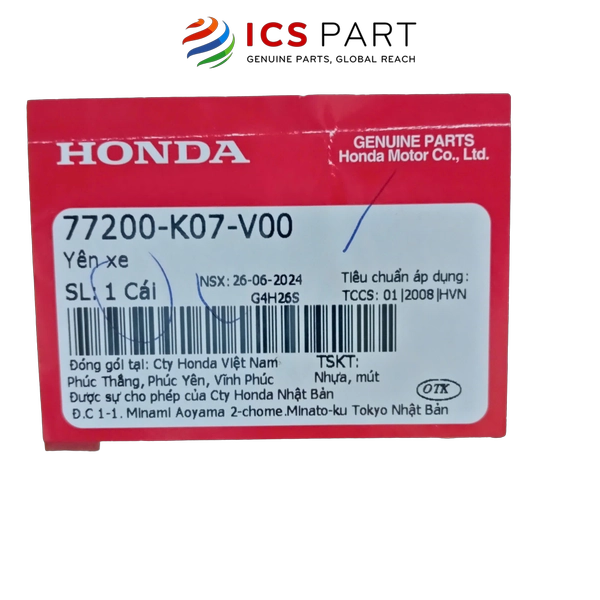 ICS PART
GENUINE PARTS, GLOBAL REACH
HONDA
GENUINE PARTS
Honda Motor Co., Ltd.
77200-K07-V00
Yên xe
SL: 1 Cái
NSX: 26-06-2024
G4H26S
Tiêu chuẩn áp dụng:
TCCS: 01|2008|HVN
Đóng gói tại: Cty Honda Việt Nam
Phúc Thắng, Phúc Yên, Vĩnh Phúc
TSKT:
Nhựa, mút
Được sự cho phép của Cty Honda Nhật Bản
Đ.C 1-1. Minami Aoyama 2-chome.Minato-ku Tokyo Nhật Bản
OTK